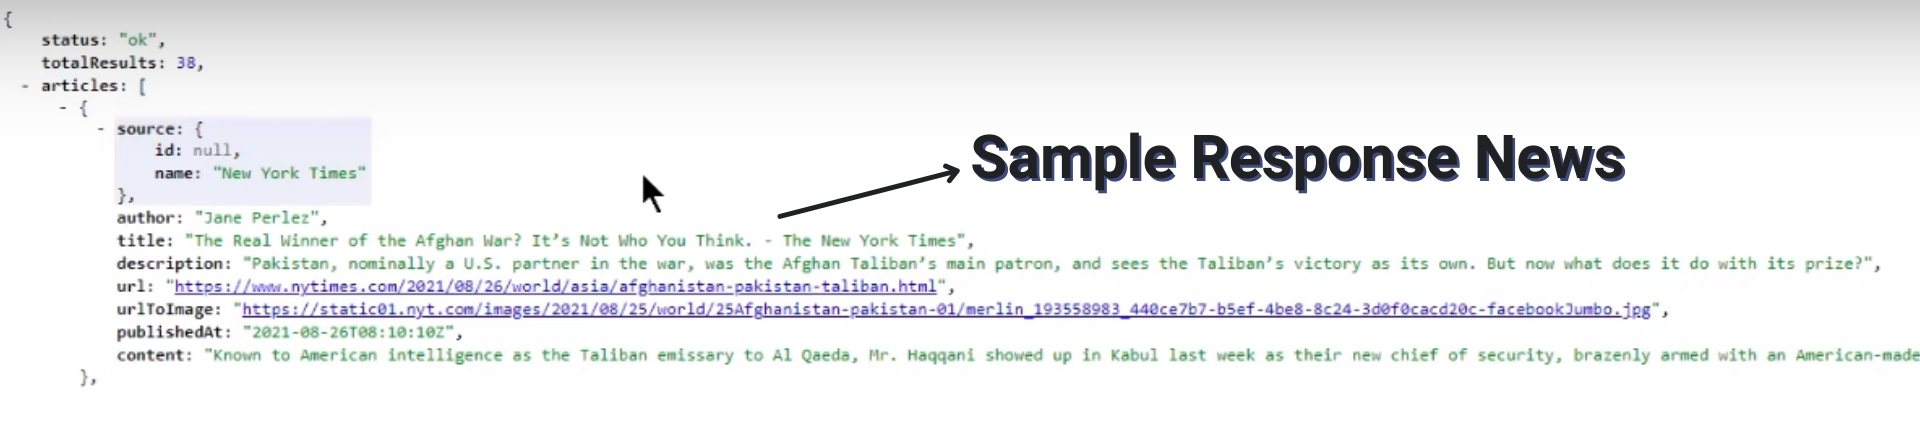 {
status: "ok",
totalResults: 38,
- articles: [
- {
- source: {
id: null,
name: "New York Times"
},
Sample Response News
author: "Jane Perlez",
title: "The Real Winner of the Afghan War? It’s Not Who You Think. - The New York Times",
description: "Pakistan, nominally a U.S. partner in the war, was the Afghan Taliban’s main patron, and sees the Taliban’s victory as its own. But now what does it do with its prize?",
url: "https://www.nytimes.com/2021/08/26/world/asia/afghanistan-pakistan-taliban.html",
urlToImage: "https://static01.nyt.com/images/2021/08/25/world/25Afghanistan-pakistan-01/merlin_193558983_440ce7b7-b5ef-4be8-8c24-3d0f0cacd20c-facebookJumbo.jpg",
publishedAt: "2021-08-26T08:10:10Z",
content: "Known to American intelligence as the Taliban emissary to Al Qaeda, Mr. Haqqani showed up in Kabul last week as their new chief of security, brazenly armed with an American-made
},